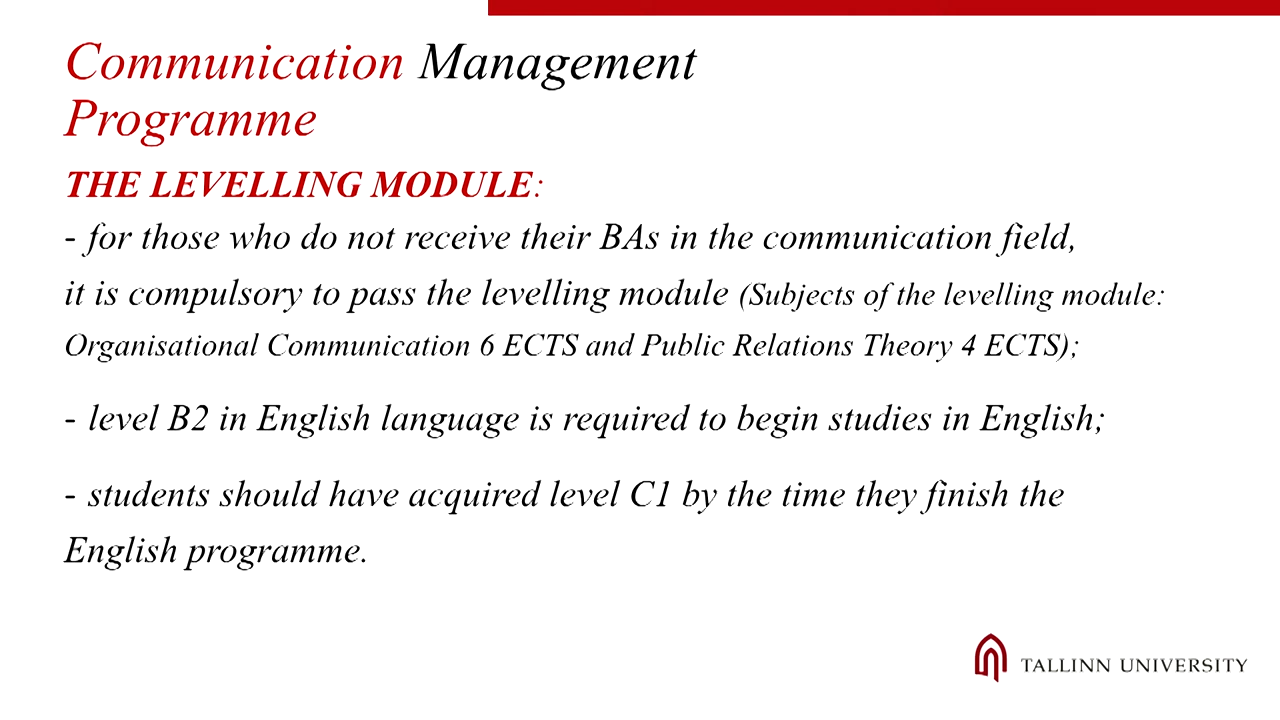 Communication Management
Programme
THE LEVELLING MODULE:
- for those who do not receive their BAs in the communication field,
it is compulsory to pass the levelling module (Subjects of the levelling module:
Organisational Communication 6 ECTS and Public Relations Theory 4 ECTS);
- level B2 in English language is required to begin studies in English;
- students should have acquired level C1 by the time they finish the
English programme.
TALLINN UNIVERSITY